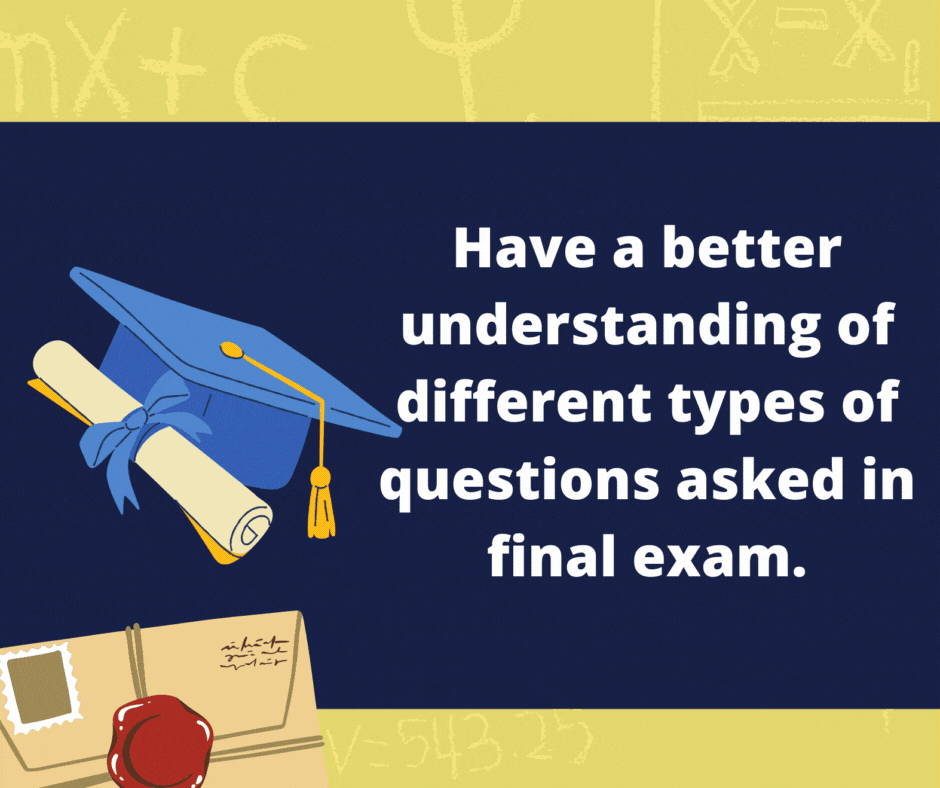 mx+c
x-x
Have a better
understanding of
different types of
questions asked in
final exam.
v=543.25